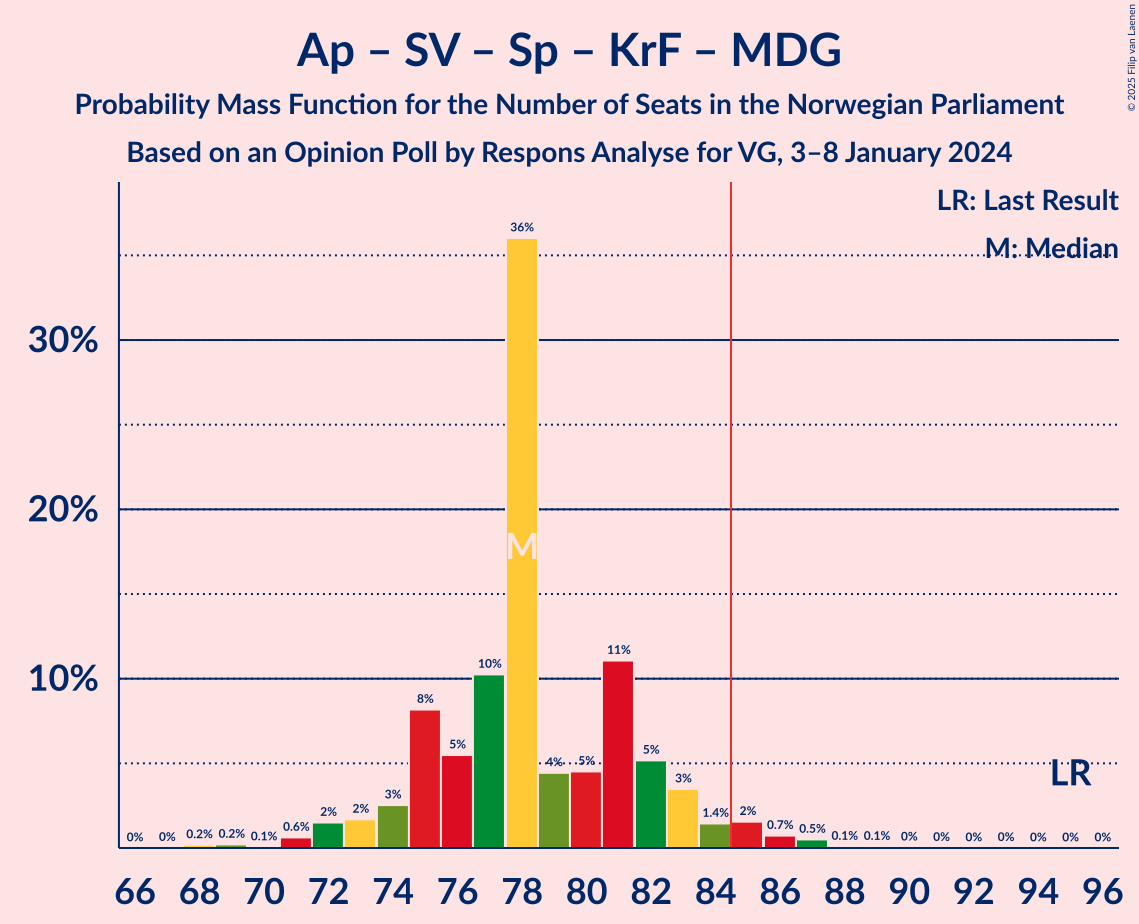 Ap – SV – Sp – KrF – MDG
Probability Mass Function for the Number of Seats in the Norwegian Parliament
Based on an Opinion Poll by Respons Analyse for VG, 3–8 January 2024
© 2025 Filip van Laenen
LR: Last Result
M: Median
30%
20%
10%
0% 0% 0.2% 0.2% 0.1% 0.6% 2% 2% 3% 8% 5% 10% 36% 4% 5% 11% 5% 3% 1.4% 2% 0.7% 0.5% 0.1% 0.1% 0% 0% 0% 0% 0% 0% 0%
M
LR
66 68 70 72 74 76 78 80 82 84 86 88 90 92 94 96